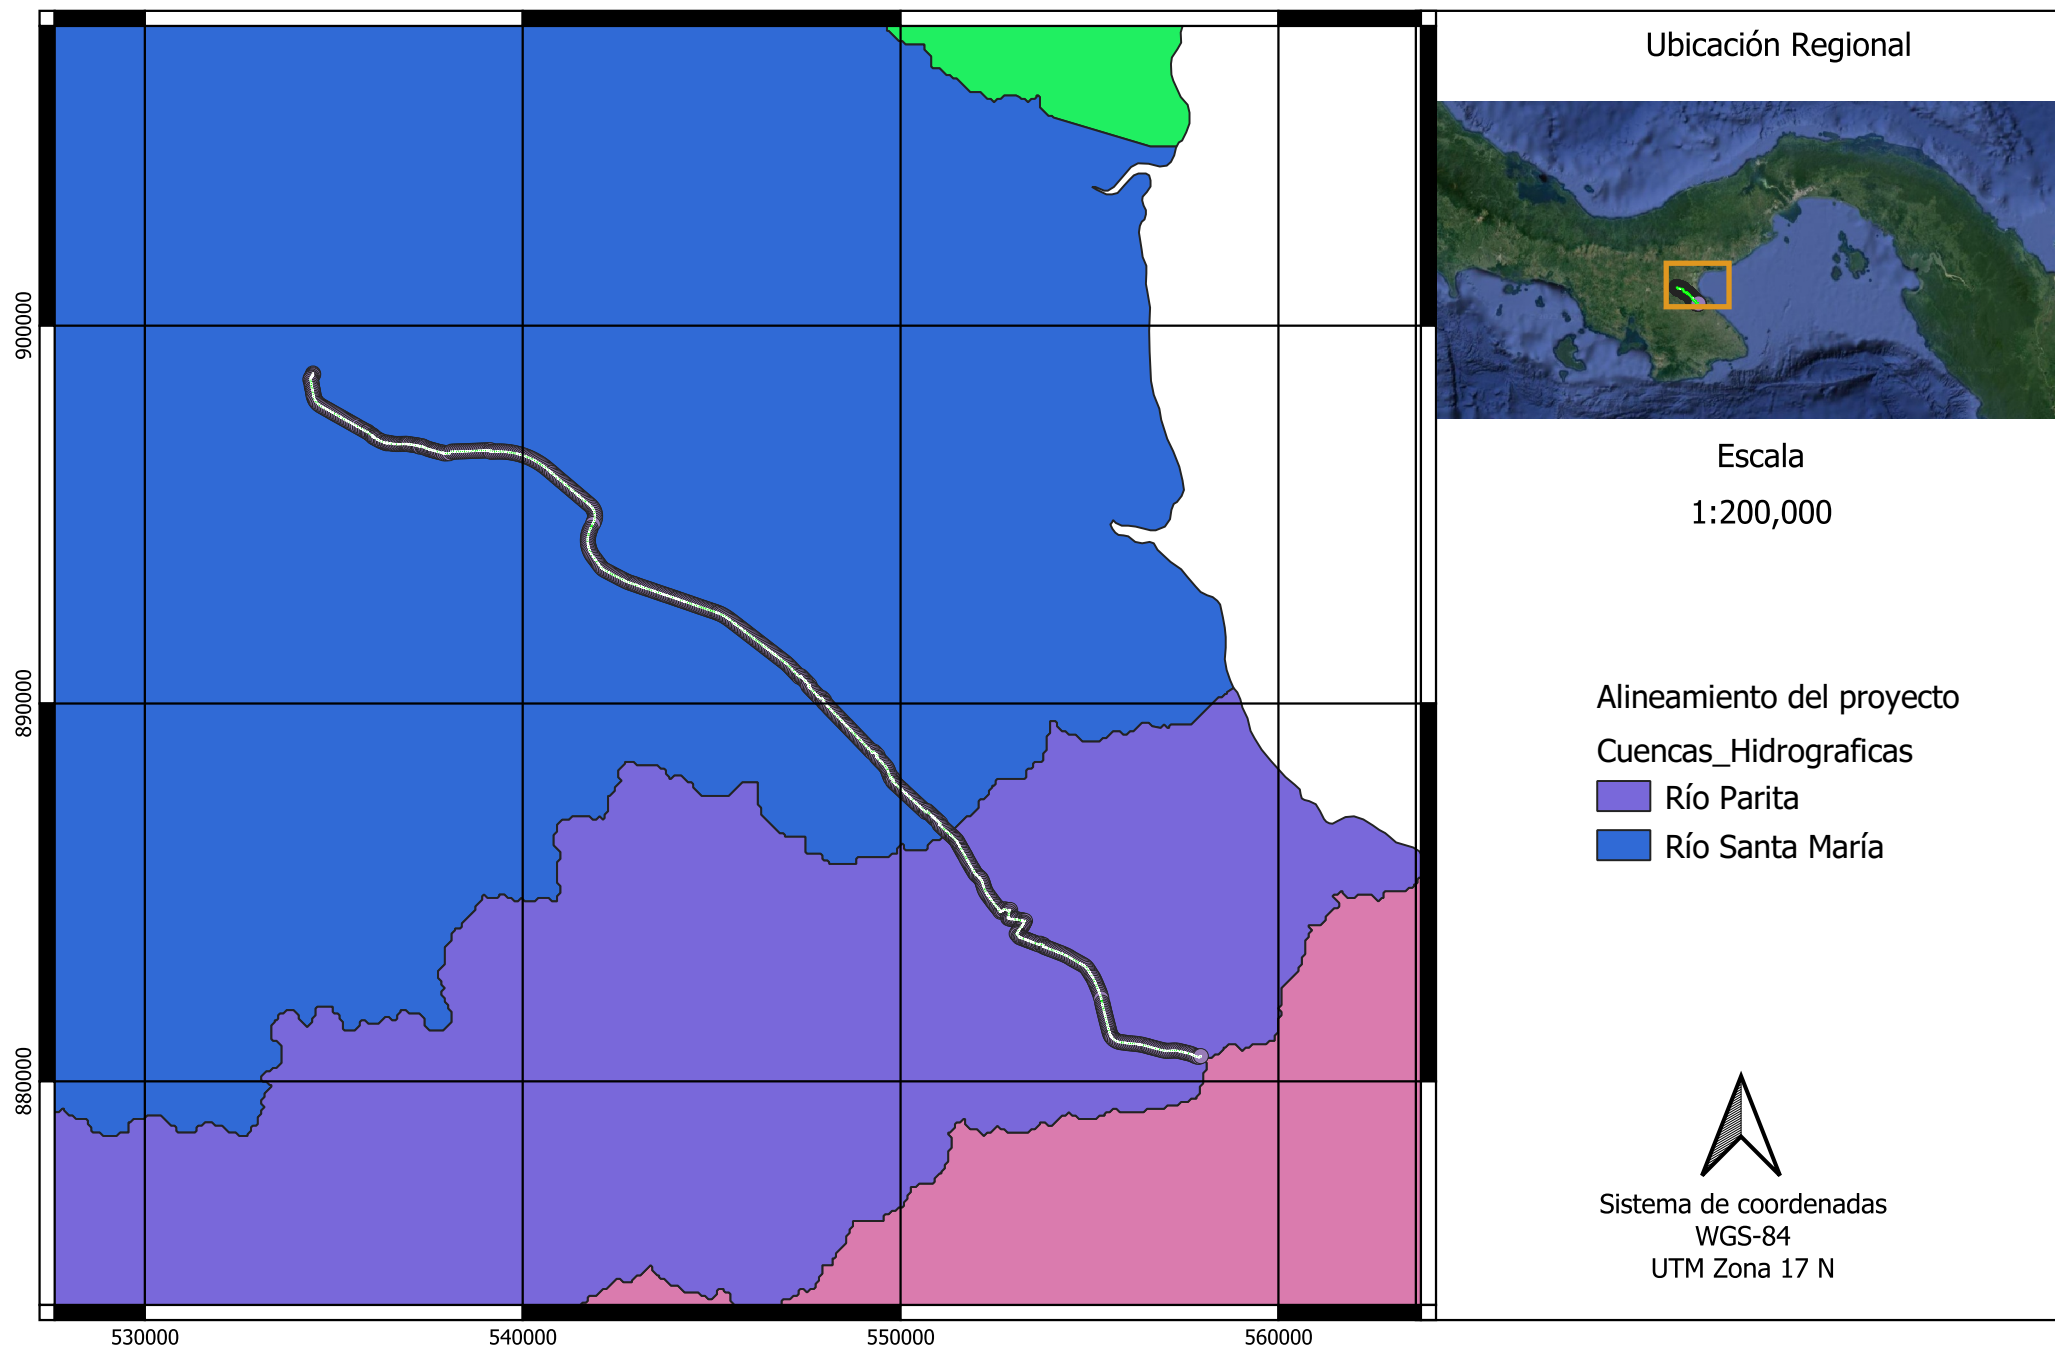 Ubicación Regional
Escala
1:200,000
Alineamiento del proyecto
Cuencas_Hidrograficas
Río Parita
Río Santa María
Sistema de coordenadas
WGS-84
UTM Zona 17 N
900000
890000
880000
530000
540000
550000
560000